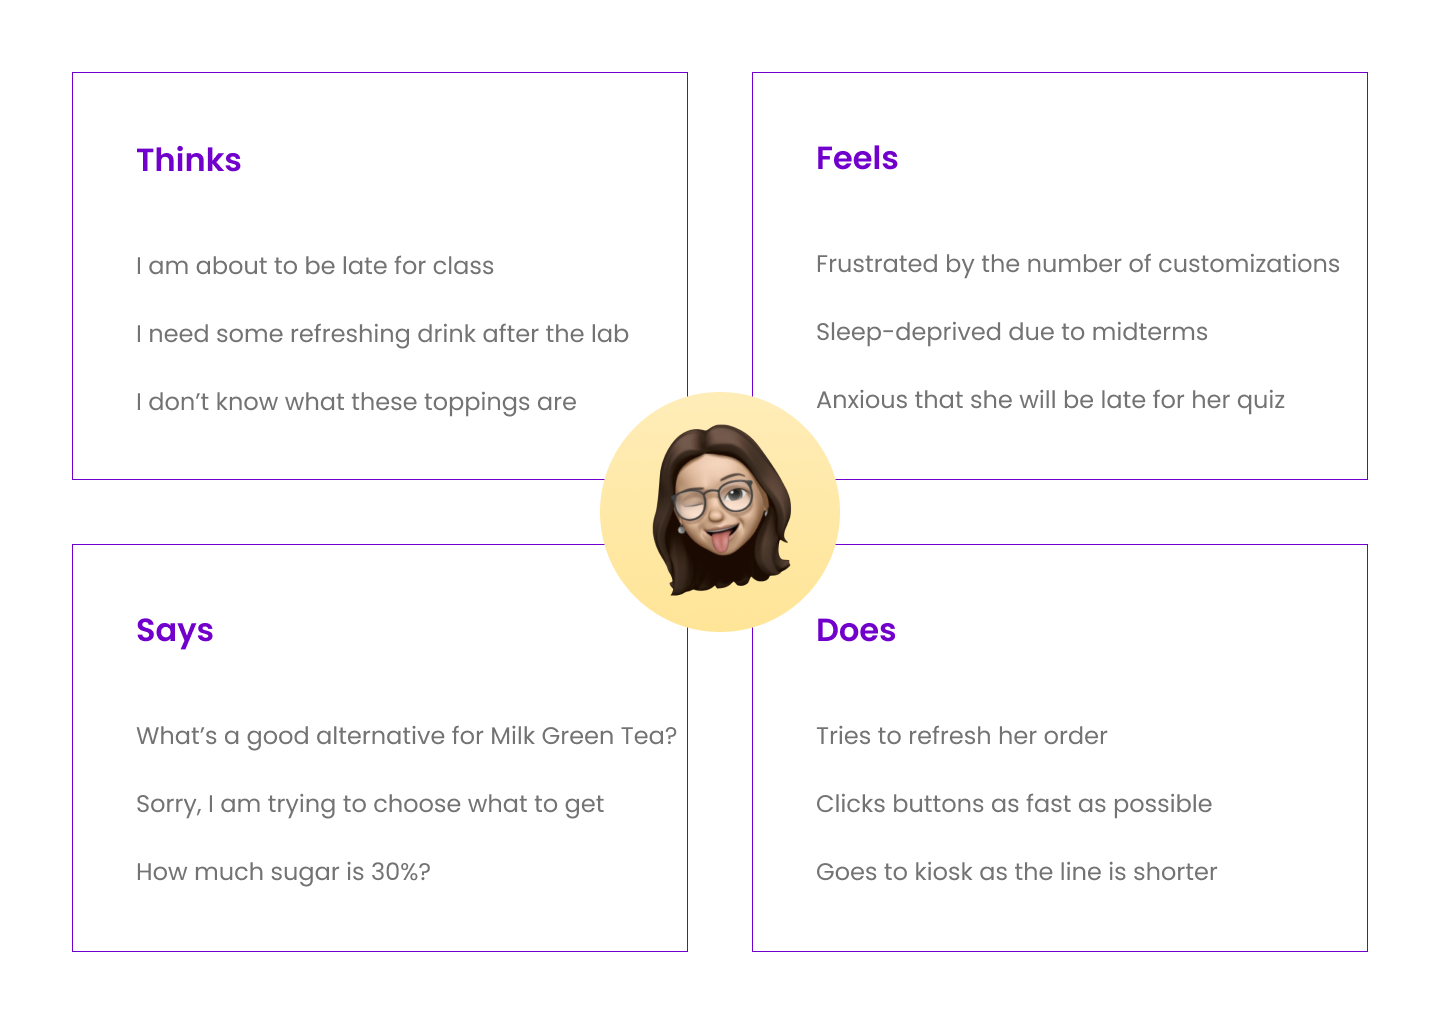 Thinks
I am about to be late for class
I need some refreshing drink after the lab
I don’t know what these toppings are
Feels
Frustrated by the number of customizations
Sleep-deprived due to midterms
Anxious that she will be late for her quiz
Says
What’s a good alternative for Milk Green Tea?
Sorry, I am trying to choose what to get
How much sugar is 30%?
Does
Tries to refresh her order
Clicks buttons as fast as possible
Goes to kiosk as the line is shorter